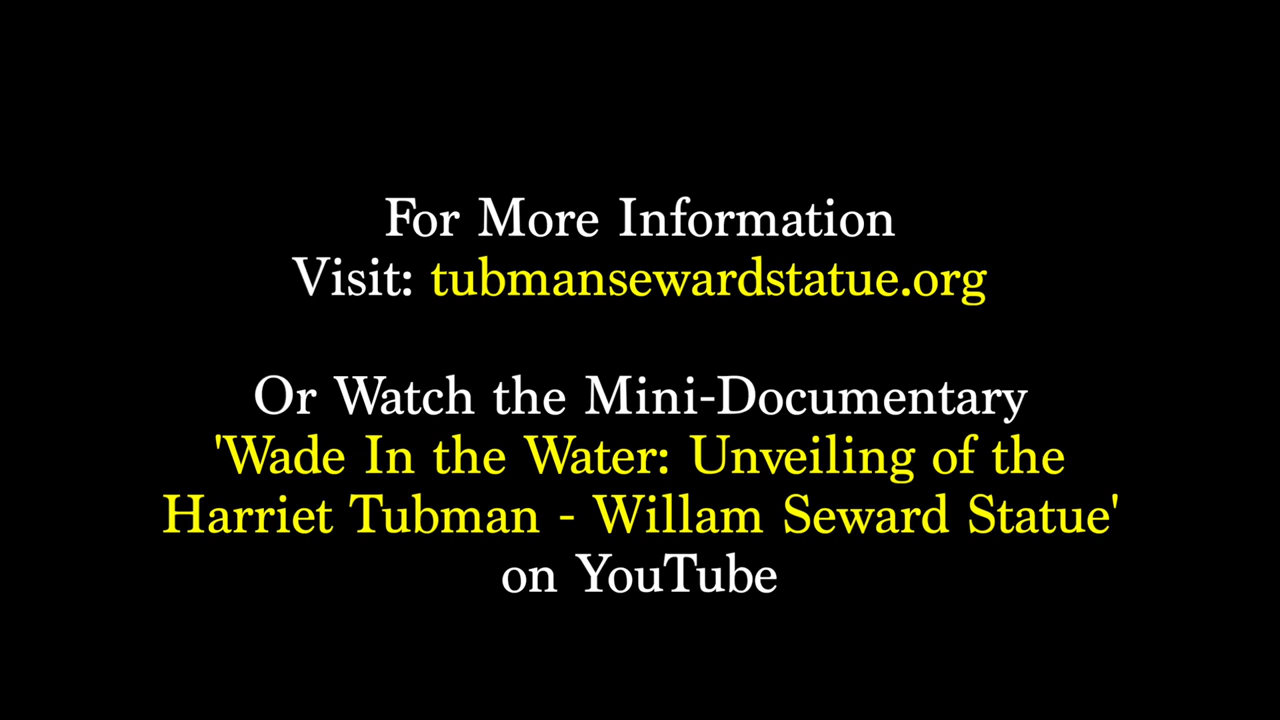 For More Information
Visit: tubmansewardstatue.org
Or Watch the Mini-Documentary
'Wade In the Water: Unveiling of the
Harriet Tubman - Willam Seward Statue'
on YouTube